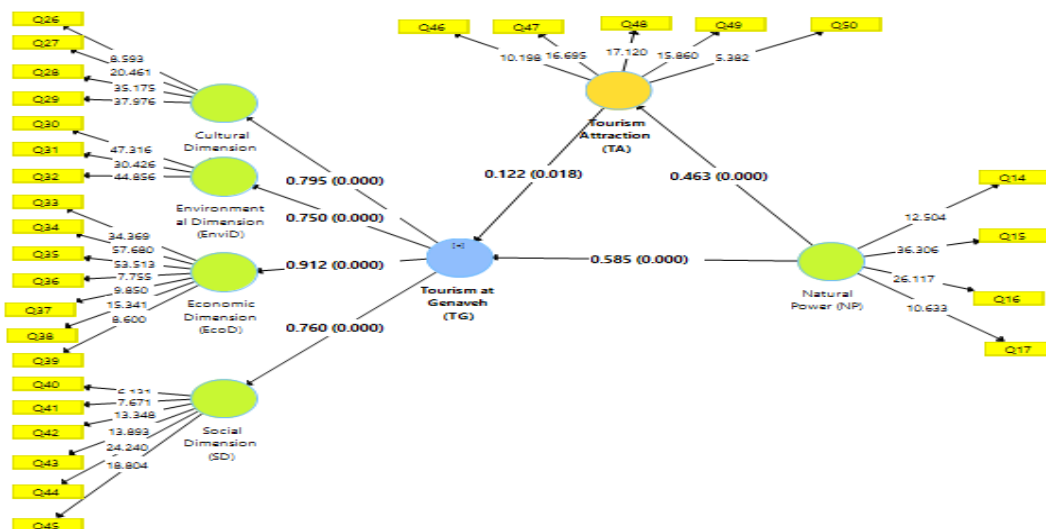 Q26
Q27
Q28
Q29
Q30
Q31
Q32
Q33
Q34
Q35
Q36
Q37
Q38
Q39
Q40
Q41
Q42
Q43
Q44
Q45
8.593
20.461
35.175
37.976
47.316
30.426
44.856
34.369
57.680
53.513
7.755
9.850
15.341
8.600
7.671
13.348
13.893
24.240
18.804
Cultural
Dimension
Environment
al Dimension
(EnviD)
Economic
Dimension
(EcoD)
Social
Dimension
(SD)
0.795 (0.000)
0.750 (0.000)
0.912 (0.000)
0.760 (0.000)
[+]
Tourism at
Genaveh
(TG)
Q46
Q47
Q48
Q49
Q50
10.198
16.695
17.120
15.860
5.382
Tourism
Attraction
(TA)
0.122 (0.018)
0.463 (0.000)
0.585 (0.000)
Natural
Power (NP)
12.504
36.306
26.117
10.633
Q14
Q15
Q16
Q17